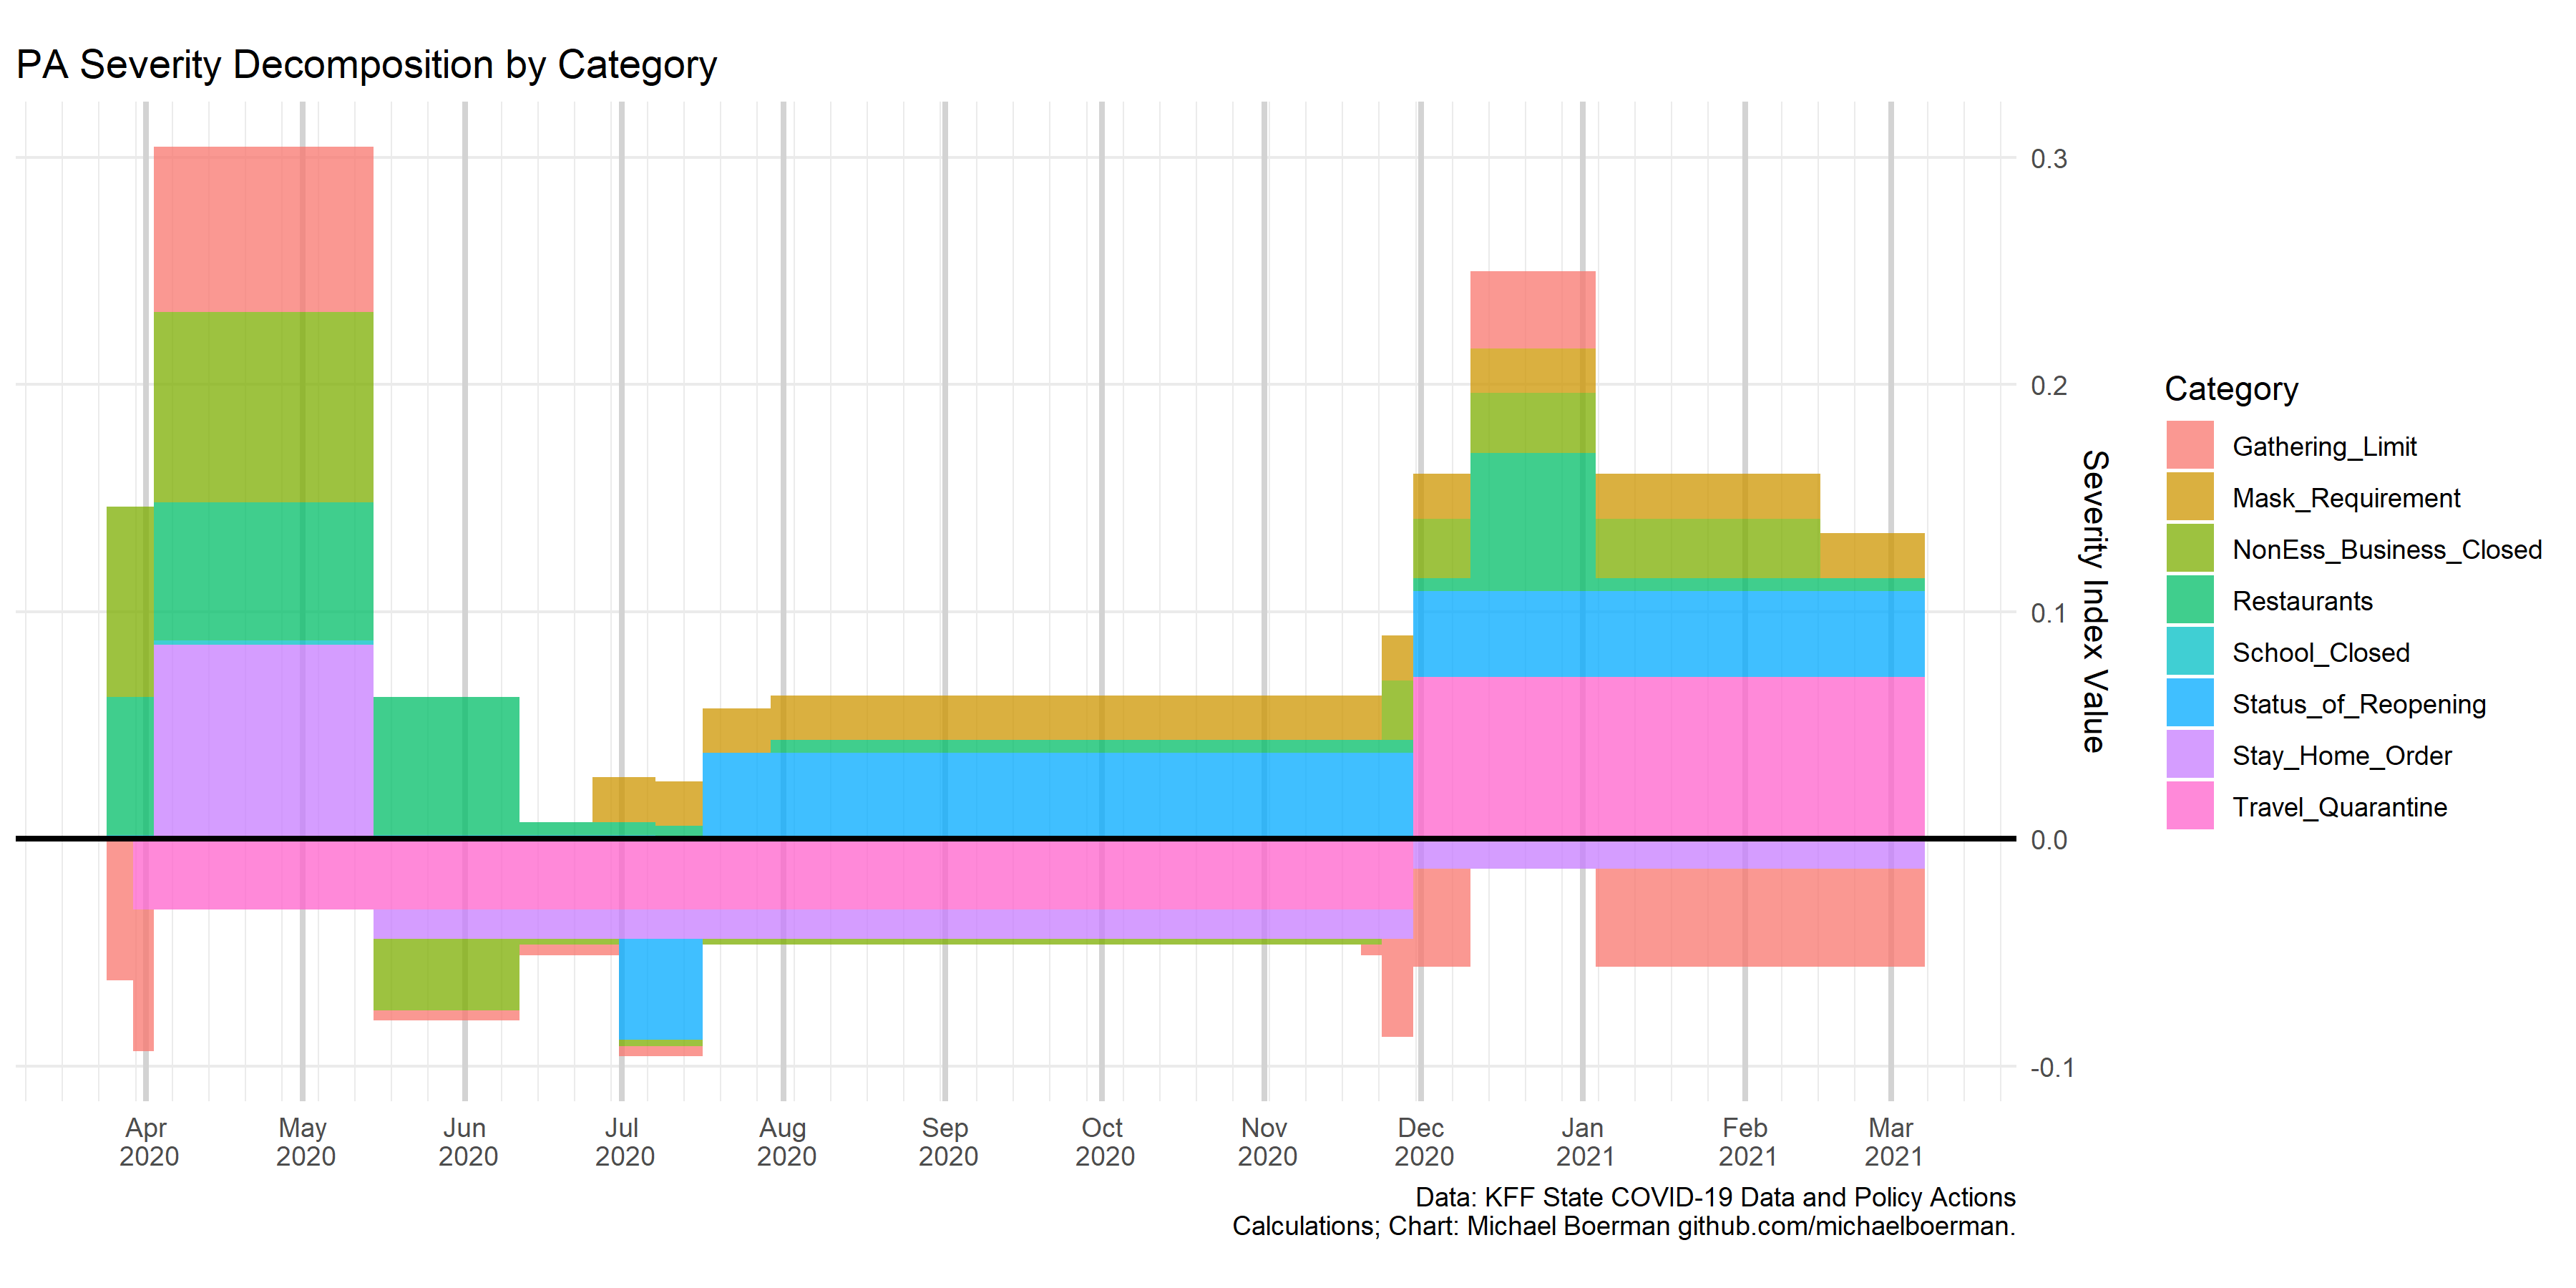 PA Severity Decomposition by Category
0.3
0.2
0.1
0.0
-0.1
Severity Index Value
Category
Gathering_Limit
Mask_Requirement
NonEss_Business_Closed
Restaurants
School_Closed
Status_of_Reopening
Stay_Home_Order
Travel_Quarantine
Apr May Jun Jul Aug Sep Oct Nov Dec Jan Feb Mar
2020 2020 2020 2020 2020 2020 2020 2020 2020 2021 2021 2021
Data: KFF State COVID-19 Data and Policy Actions
Calculations; Chart: Michael Boerman github.com/michaelboerman.